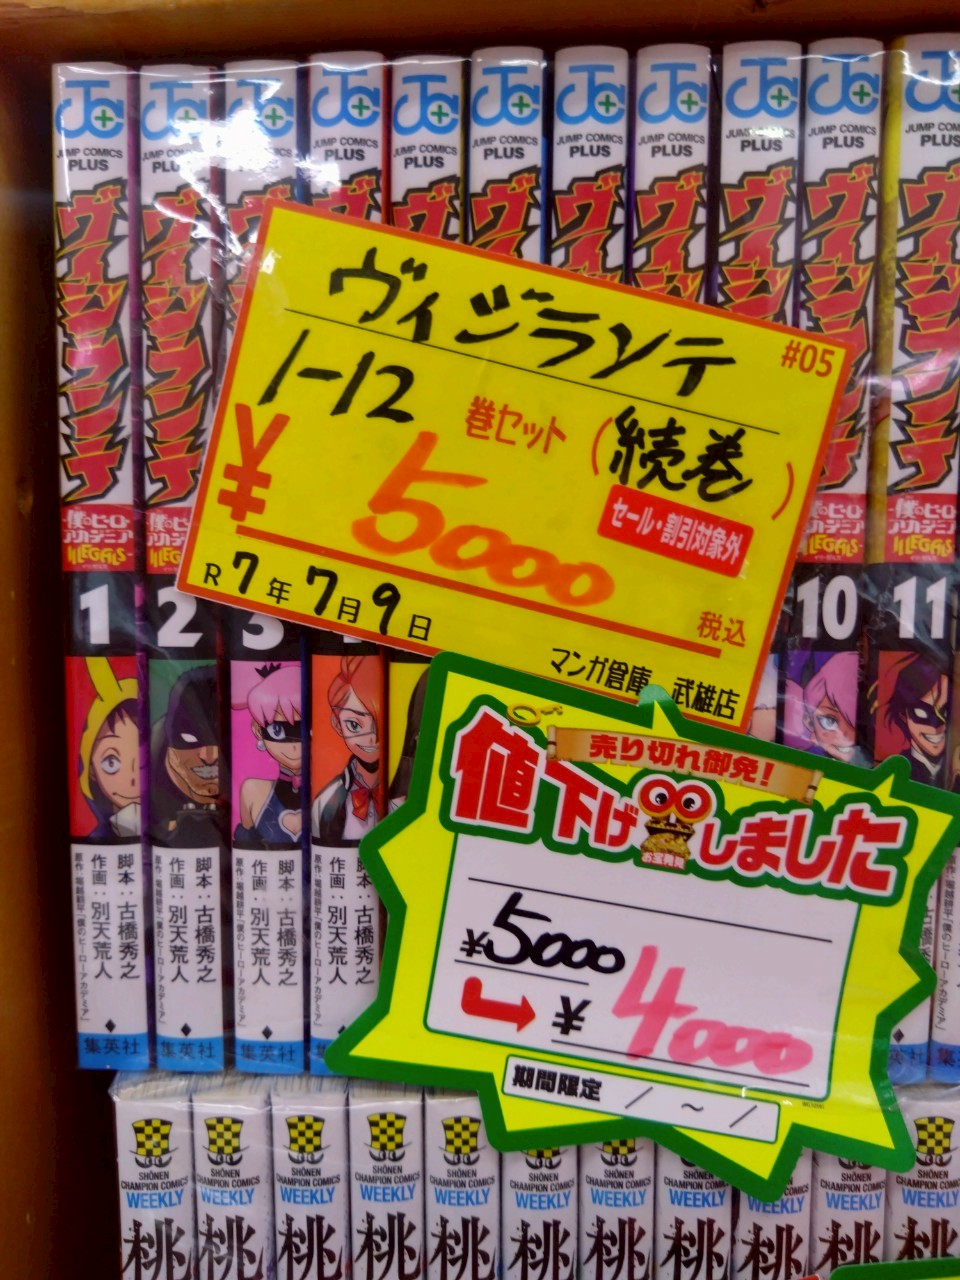 JUMP COMICS
PLUS
ヴィジランテ
-僕のヒーロー
アカデミア
ILLEGALS-
1
2
3
10
11
脚本:古橋秀之
作画:別天荒人
原作:堀越耕平「僕のヒーローアカデミア」
集英社
ヴィジランテ
#05
1-12 巻セット (続巻)
セール・割引対象外
¥5000
税込
R7年7月9日
マンガ倉庫 武雄店
売り切れ御免!
値下げしました
お宝発見
¥5000
¥4000
期間限定 / ~ /
SHŌNEN
CHAMPION COMICS
WEEKLY
桃